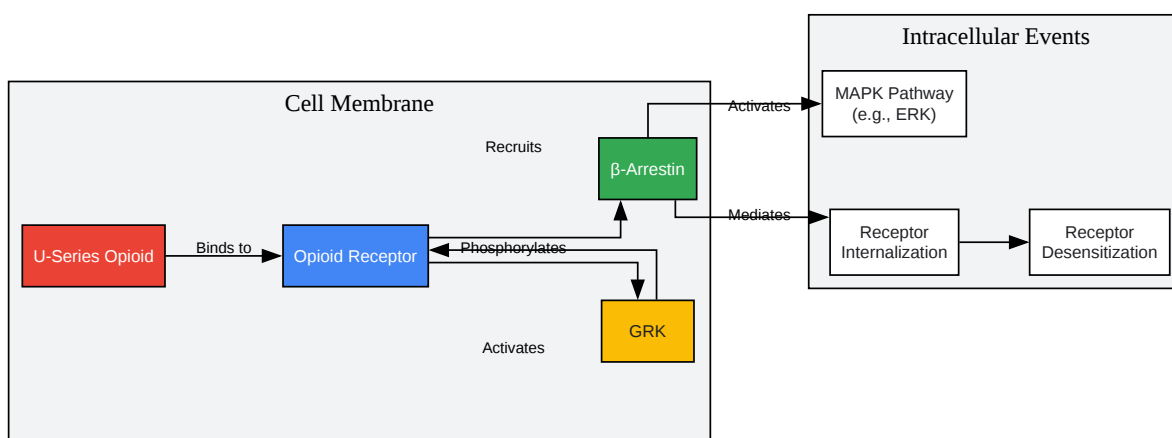 Intracellular Events
Cell Membrane
MAPK Pathway
(e.g., ERK)
Activates
Recruits
β-Arrestin
Mediates
Receptor
Internalization
Receptor
Desensitization
U-Series Opioid
Binds to
Opioid Receptor
Phosphorylates
GRK
Activates